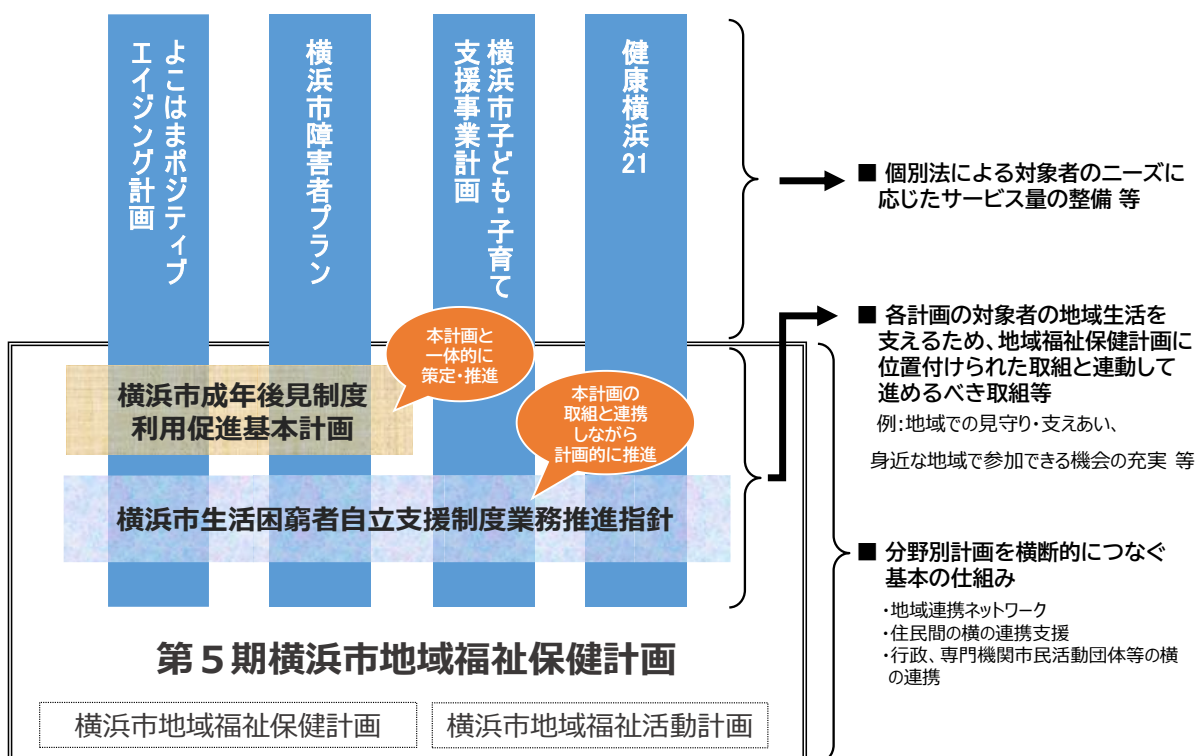 よこはまポジティブ
エイジング計画
横浜市障害者プラン
横浜市子ども・子育て
支援事業計画
健康横浜21
■ 個別法による対象者のニーズに
応じたサービス量の整備 等
本計画と
一体的に
策定・推進
横浜市成年後見制度
利用促進基本計画
本計画の
取組と連携
しながら
計画的に推進
横浜市生活困窮者自立支援制度業務推進指針
■ 各計画の対象者の地域生活を
支えるため、地域福祉保健計画に
位置付けられた取組と連動して
進めるべき取組等
例:地域での見守り・支えあい、
身近な地域で参加できる機会の充実 等
■ 分野別計画を横断的につなぐ
基本の仕組み
・地域連携ネットワーク
・住民間の横の連携支援
・行政、専門機関市民活動団体等の横
の連携
第5期横浜市地域福祉保健計画
横浜市地域福祉保健計画
横浜市地域福祉活動計画